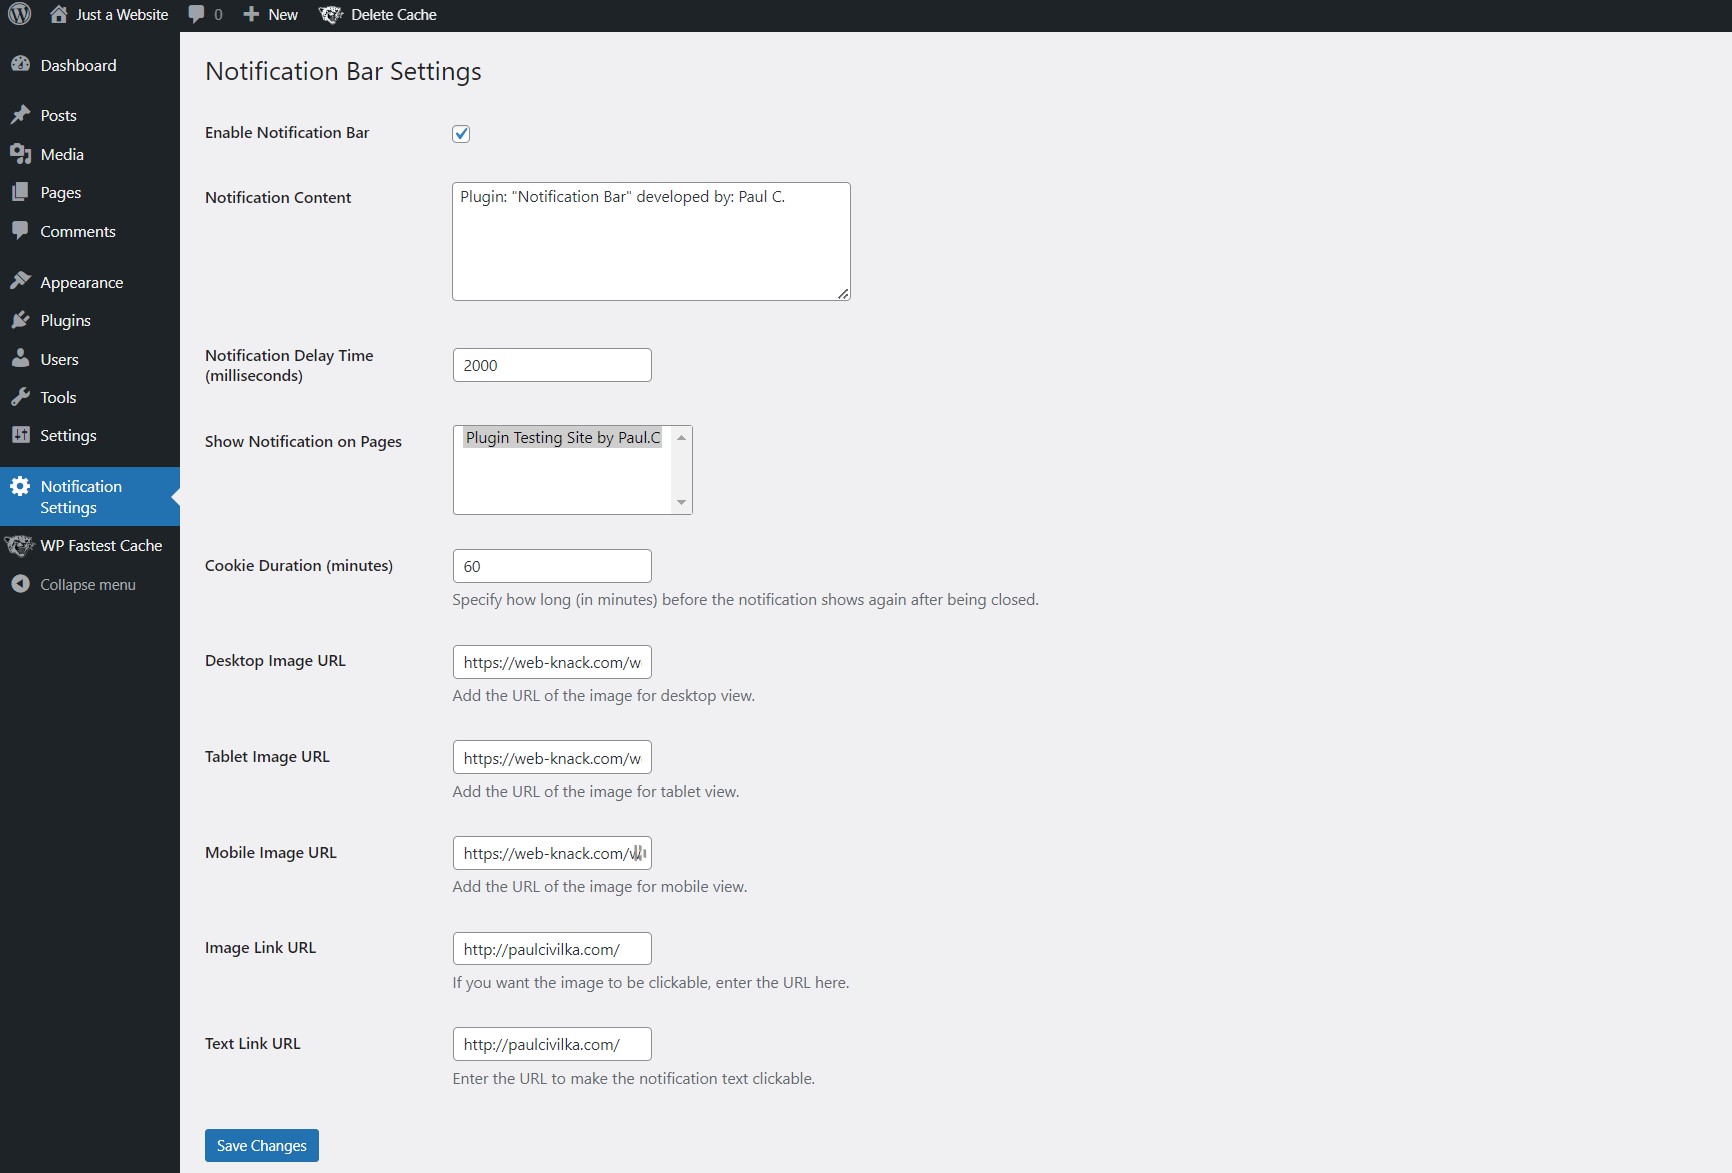 Just a Website
0
New
Delete Cache
Dashboard
Posts
Media
Pages
Comments
Appearance
Plugins
Users
Tools
Settings
Notification
Settings
WP Fastest Cache
Collapse menu
Notification Bar Settings
Enable Notification Bar
Notification Content
Plugin: "Notification Bar" developed by: Paul C.
Notification Delay Time
(milliseconds)
2000
Show Notification on Pages
Plugin Testing Site by Paul.C
Cookie Duration (minutes)
60
Specify how long (in minutes) before the notification shows again after being closed.
Desktop Image URL
https://web-knack.com/w
Add the URL of the image for desktop view.
Tablet Image URL
https://web-knack.com/w
Add the URL of the image for tablet view.
Mobile Image URL
https://web-knack.com/w
Add the URL of the image for mobile view.
Image Link URL
http://paulcivilka.com/
If you want the image to be clickable, enter the URL here.
Text Link URL
http://paulcivilka.com/
Enter the URL to make the notification text clickable.
Save Changes